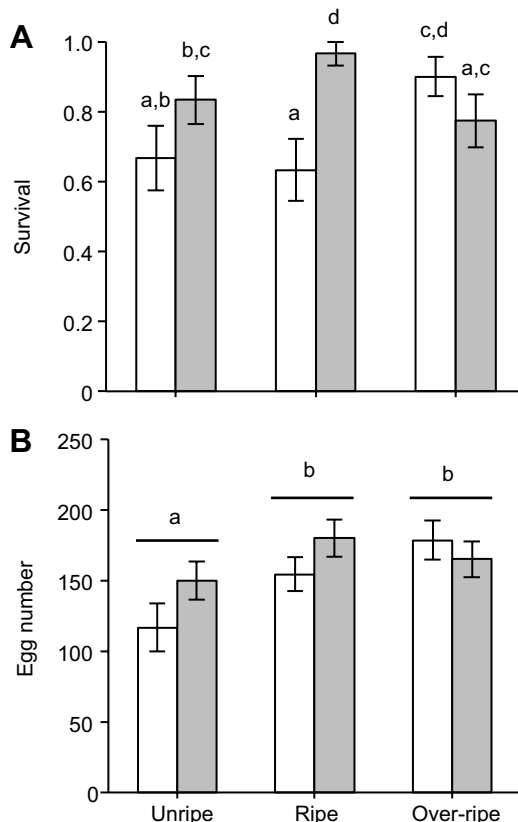 A
1.0
0.8
0.6
0.4
0.2
0
Survival
a,b
b,c
a
d
c,d
a,c
B
250
200
150
100
50
0
Egg number
a
b
b
Unripe Ripe Over-ripe